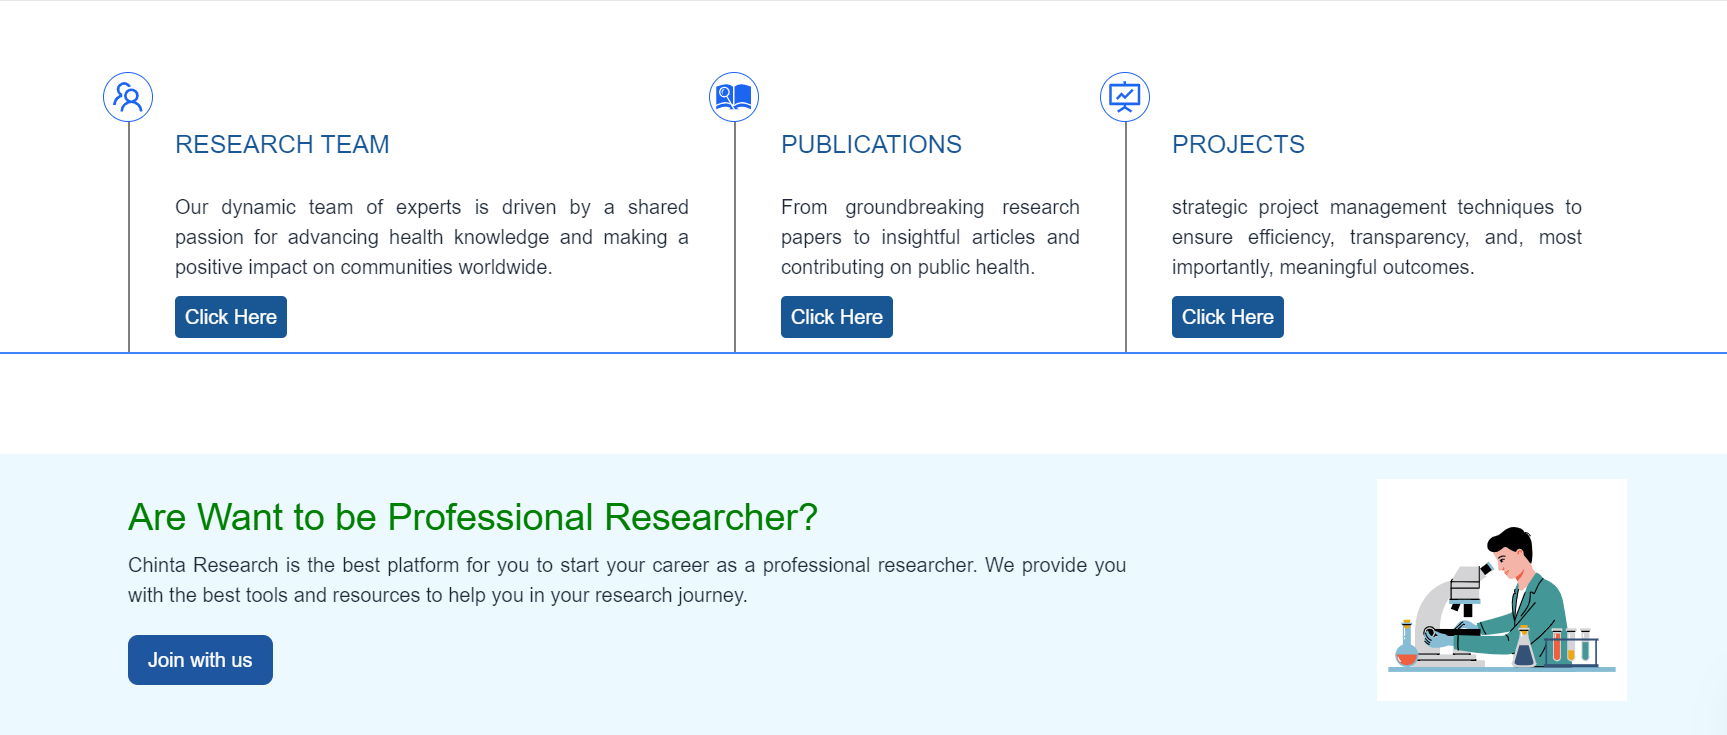 RESEARCH TEAM
Our dynamic team of experts is driven by a shared
passion for advancing health knowledge and making a
positive impact on communities worldwide.
Click Here
PUBLICATIONS
From groundbreaking research
papers to insightful articles and
contributing on public health.
Click Here
PROJECTS
strategic project management techniques to
ensure efficiency, transparency, and, most
importantly, meaningful outcomes.
Click Here
Are Want to be Professional Researcher?
Chinta Research is the best platform for you to start your career as a professional researcher. We provide you
with the best tools and resources to help you in your research journey.
Join with us